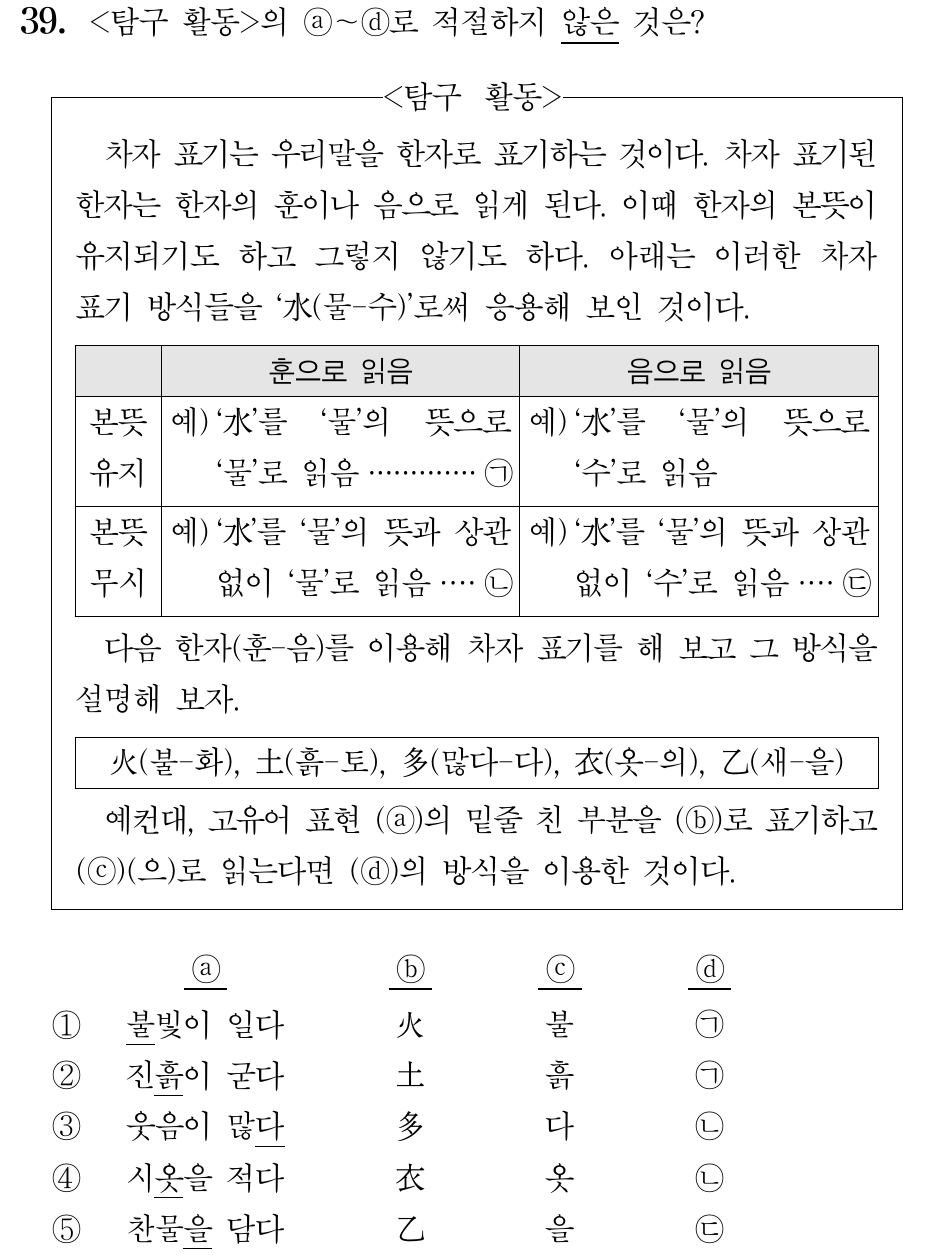 39. <탐구 활동>의 ⓐ~ⓓ로 적절하지 않은 것은?
<탐구 활동>
차자 표기는 우리말을 한자로 표기하는 것이다. 차자 표기된
한자는 한자의 훈이나 음으로 읽게 된다. 이때 한자의 본뜻이
유지되기도 하고 그렇지 않기도 하다. 아래는 이러한 차자
표기 방식들을 ‘水(물-수)’로써 응용해 보인 것이다.
훈으로 읽음 음으로 읽음
본뜻 예) ‘水’를 ‘물’의 뜻으로 예) ‘水’를 ‘물’의 뜻으로
유지 ‘물’로 읽음 ············· ㉠ ‘수’로 읽음
본뜻 예) ‘水’를 ‘물’의 뜻과 상관 예) ‘水’를 ‘물’의 뜻과 상관
무시 없이 ‘물’로 읽음 ···· ㉡ 없이 ‘수’로 읽음 ···· ㉢
다음 한자(훈-음)를 이용해 차자 표기를 해 보고 그 방식을
설명해 보자.
火(불-화), 土(흙-토), 多(많다-다), 衣(옷-의), 乙(새-을)
예컨대, 고유어 표현 (ⓐ)의 밑줄 친 부분을 (ⓑ)로 표기하고
(ⓒ)(으)로 읽는다면 (ⓓ)의 방식을 이용한 것이다.
ⓐ ⓑ ⓒ ⓓ
① 불빛이 일다 火 불 ㉠
② 진흙이 굳다 土 흙 ㉠
③ 웃음이 많다 多 다 ㉡
④ 시옷을 적다 衣 옷 ㉡
⑤ 찬물을 담다 乙 을 ㉢